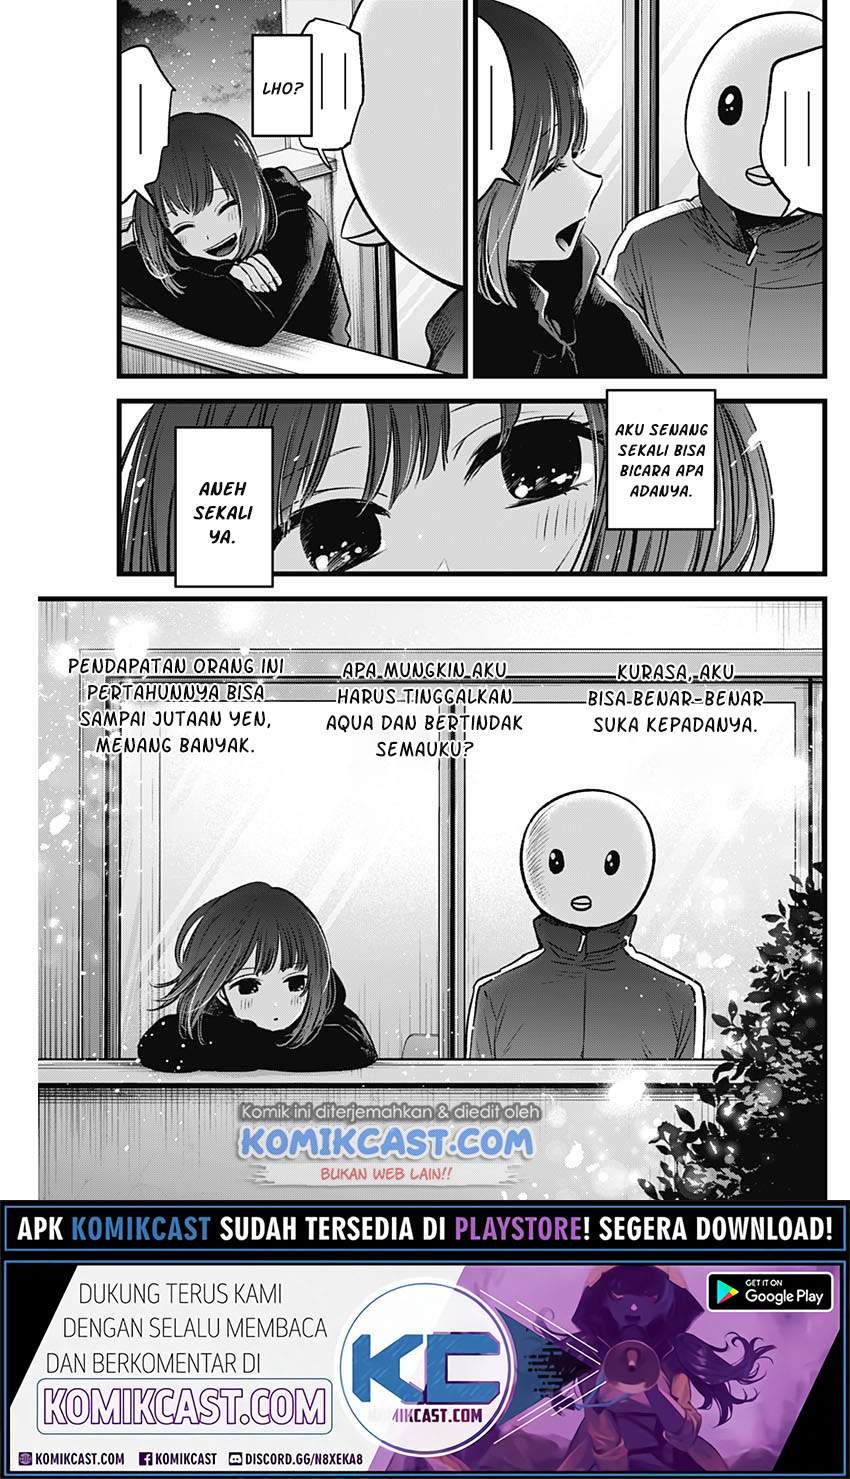 LHO?
AKU SENANG
SEKALI BISA
BICARA APA
ADANYA.
ANEH
SEKALI
YA.
KURASA, AKU
BISA BENAR-BENAR
SUKA KEPADANYA.
APA MUNGKIN AKU
HARUS TINGGALKAN
AQUA DAN BERTINDAK
SEMAUKU?
PENDAPATAN ORANG INI
PERTAHUNNYA BISA
SAMPAI JUTAAN YEN,
MENANG BANYAK.
Komik ini diterjemahkan & diedit oleh
KOMIKCAST.COM
BUKAN WEB LAIN!!
APK KOMIKCAST SUDAH TERSEDIA DI PLAYSTORE! SEGERA DOWNLOAD!
DUKUNG TERUS KAMI
DENGAN SELALU MEMBACA
DAN BERKOMENTAR DI
KOMIKCAST.COM
KOMIKCAST.COM KOMIKCAST DISCORD.GG/N8XEKA8
KC
KOMIKCAST.COM
GET IT ON
Google Play